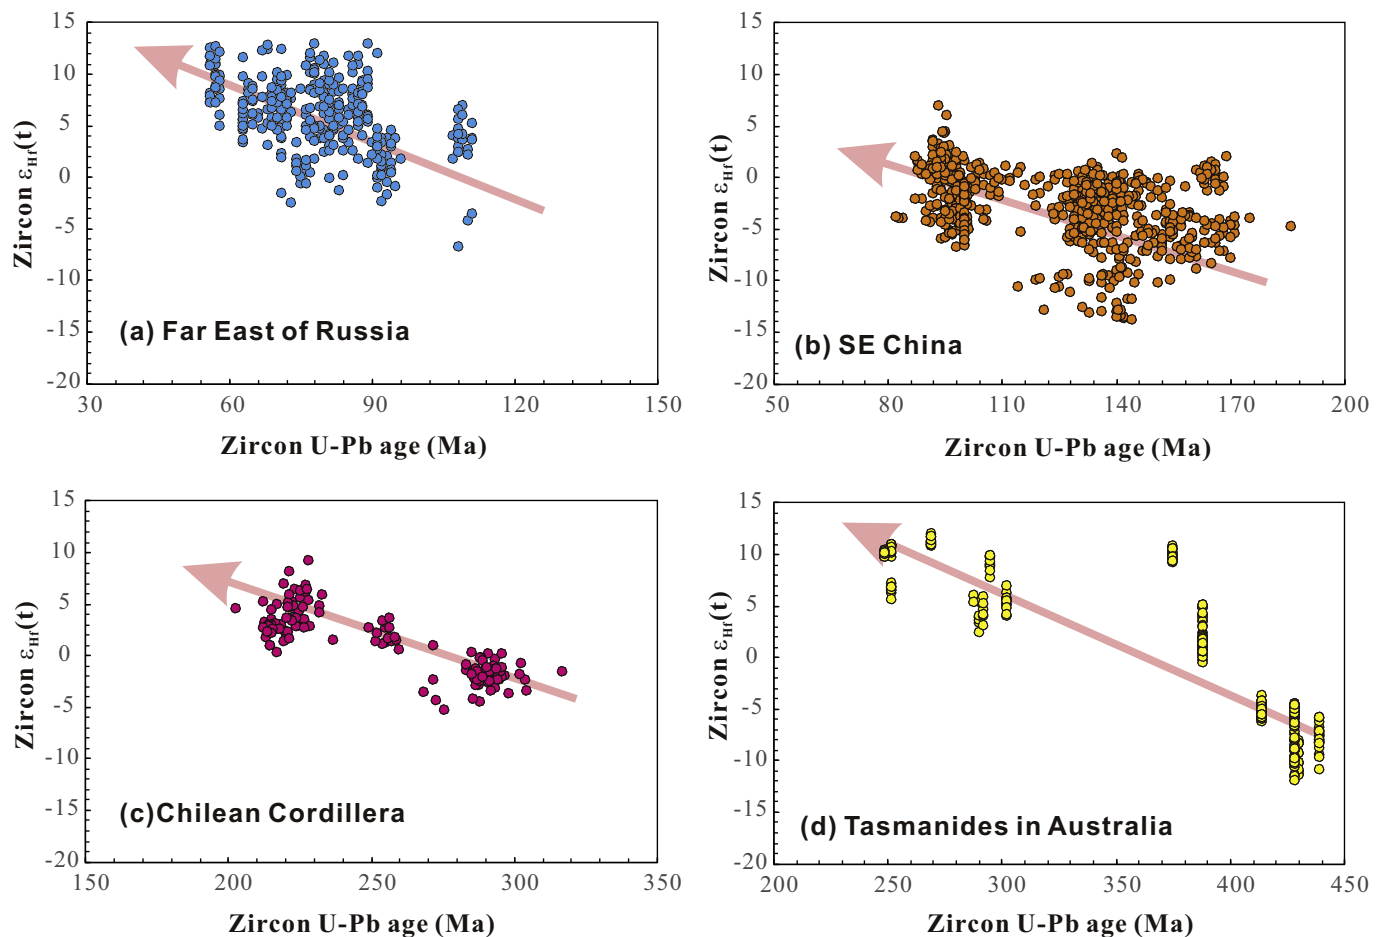 15
10
5
0
-5
-10
-15
-20
Zircon εHf(t)
(a) Far East of Russia
30 60 90 120 150
Zircon U-Pb age (Ma)
15
10
5
0
-5
-10
-15
-20
Zircon εHf(t)
(b) SE China
50 80 110 140 170 200
Zircon U-Pb age (Ma)
15
10
5
0
-5
-10
-15
-20
Zircon εHf(t)
(c)Chilean Cordillera
150 200 250 300 350
Zircon U-Pb age (Ma)
15
10
5
0
-5
-10
-15
-20
Zircon εHf(t)
(d) Tasmanides in Australia
200 250 300 350 400 450
Zircon U-Pb age (Ma)